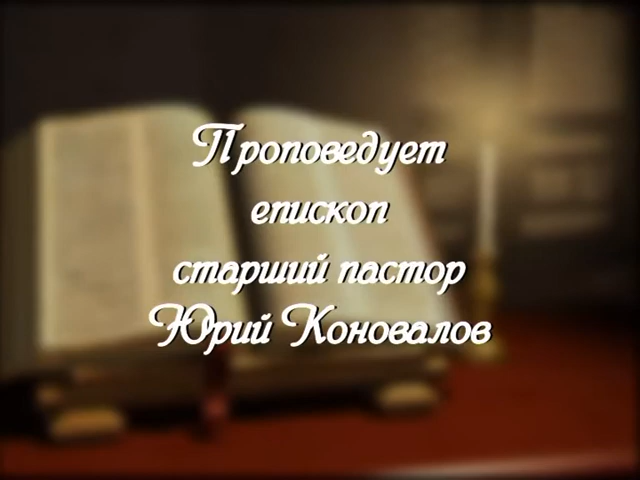 Проповедует
епископ
старший пастор
Юрий Коновалов